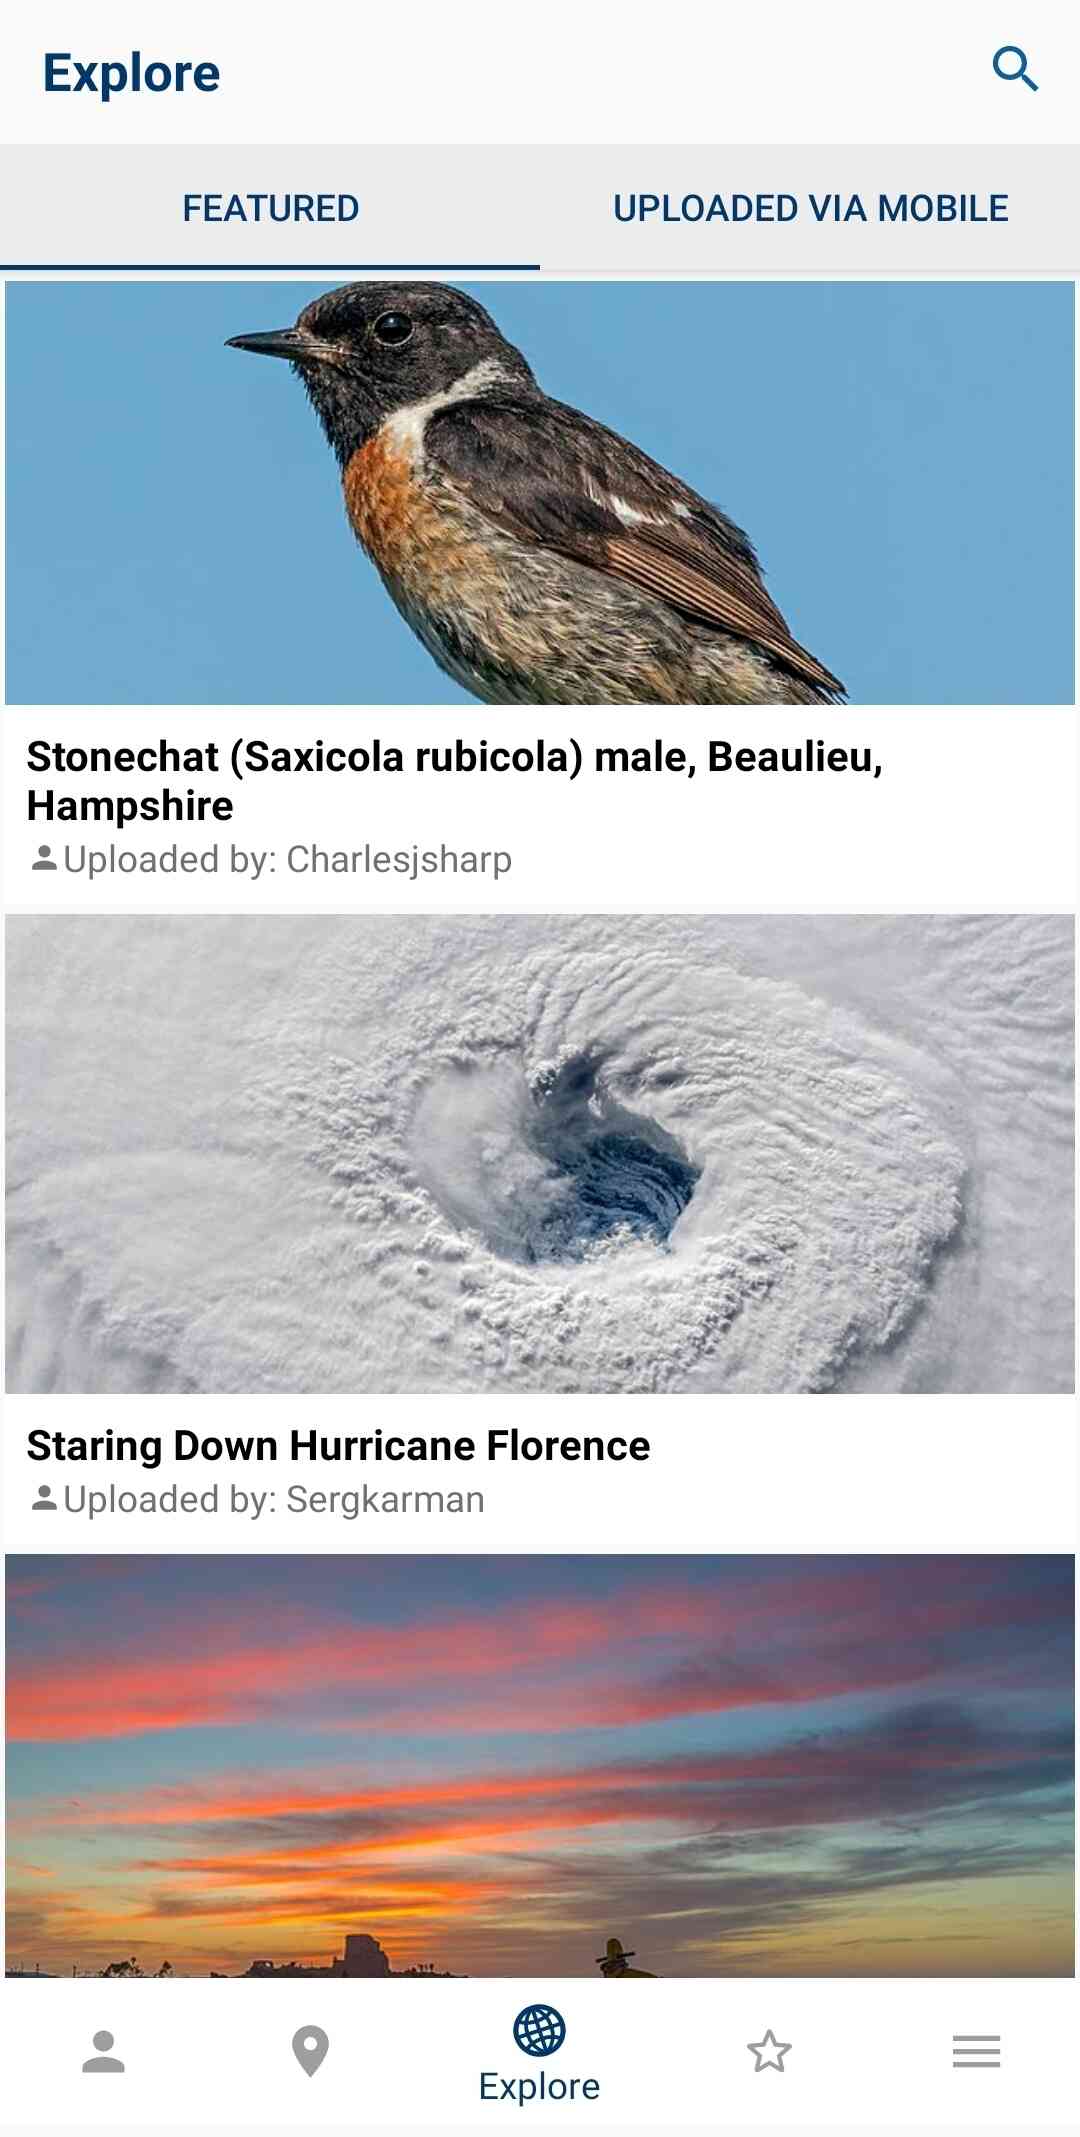 Explore
FEATURED
UPLOADED VIA MOBILE
Stonechat (Saxicola rubicola) male, Beaulieu,
Hampshire
Uploaded by: Charlesjsharp
Staring Down Hurricane Florence
Uploaded by: Sergkarman
Explore